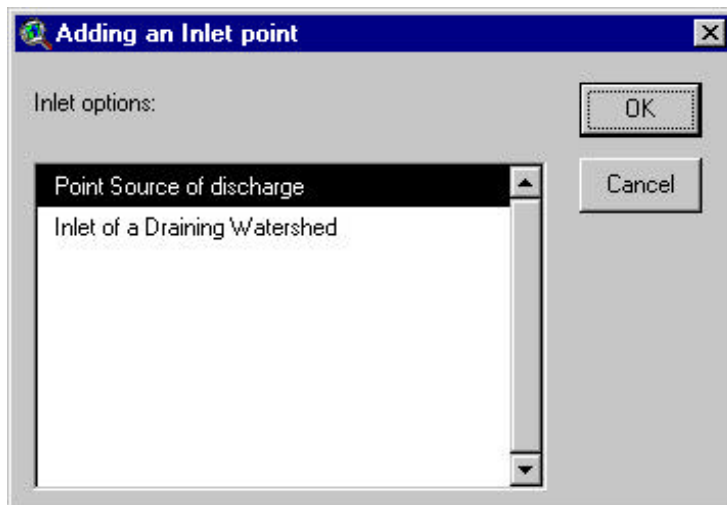 Adding an Inlet point
Inlet options:
OK
Point Source of discharge
Cancel
Inlet of a Draining Watershed